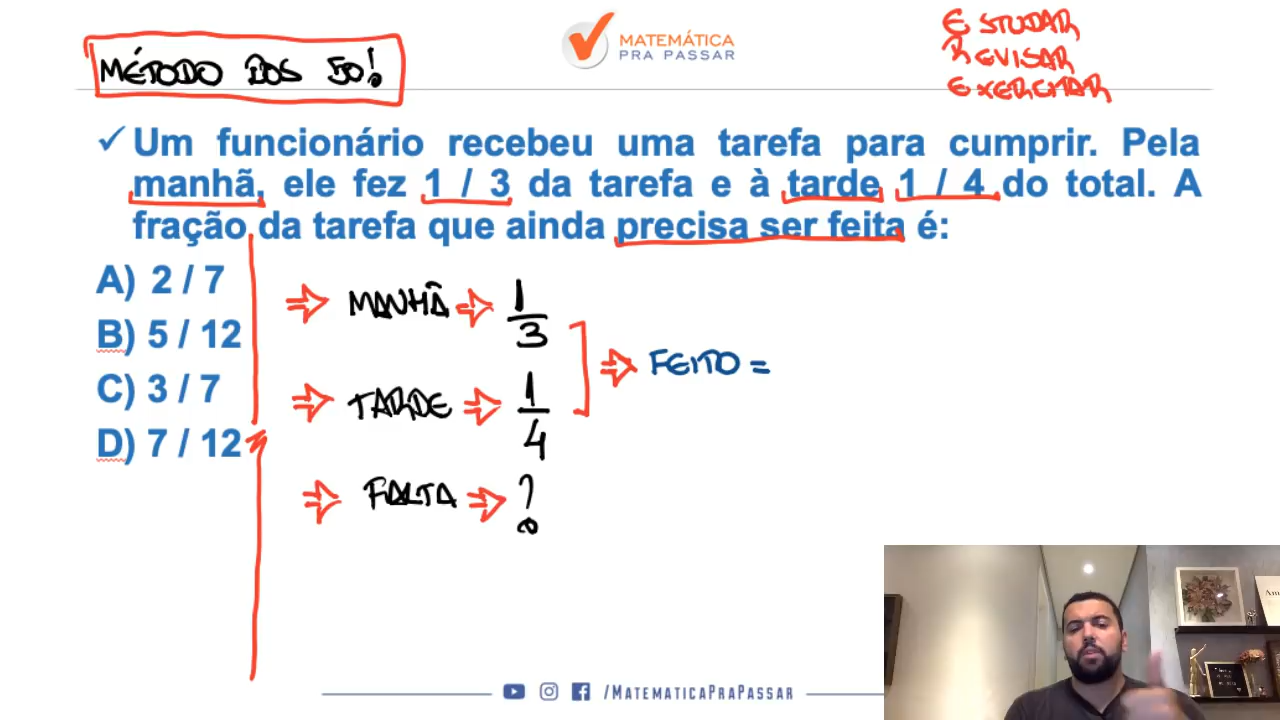 MÉTODO DOS 50!
MATEMÁTICA
PRA PASSAR
ESTUDAR
REVISAR
EXERCITAR
Um funcionário recebeu uma tarefa para cumprir. Pela
manhã, ele fez 1 / 3 da tarefa e à tarde 1 / 4 do total. A
fração da tarefa que ainda precisa ser feita é:
A) 2 / 7
B) 5 / 12
C) 3 / 7
D) 7 / 12
⇒ MANHÃ ⇒ 1/3
⇒ TARDE ⇒ 1/4
⇒ FALTA ⇒ ?
⇒ FEITO =
/MATEMATICAPRAPASSAR